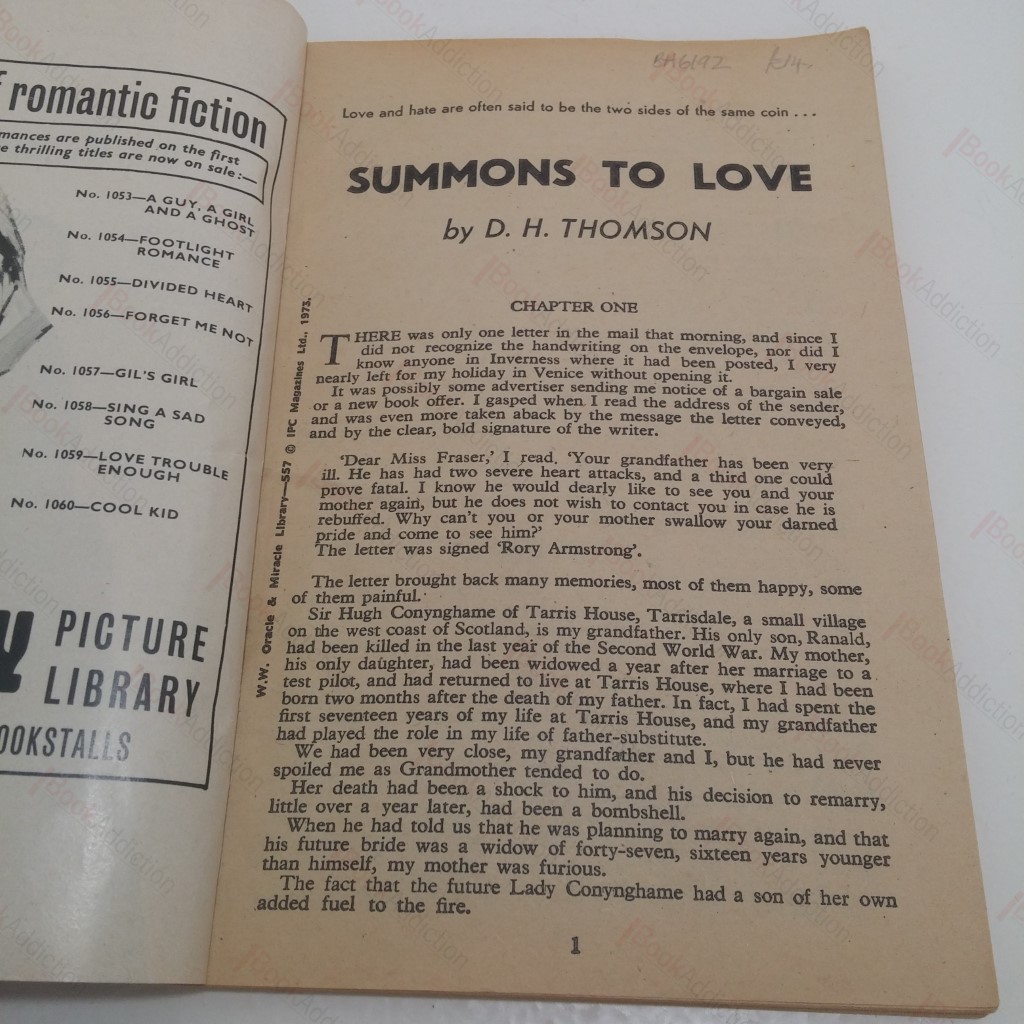 f romantic fiction
mances are published on the first
e thrilling titles are now on sale:—
No. 1053—A GUY, A GIRL
AND A GHOST
No. 1054—FOOTLIGHT
ROMANCE
No. 1055—DIVIDED HEART
No. 1056—FORGET ME NOT
No. 1057—GIL'S GIRL
No. 1058—SING A SAD
SONG
No. 1059—LOVE TROUBLE
ENOUGH
No. 1060—COOL KID
y PICTURE
LIBRARY
OOKSTALLS
W.W. Oracle & Miracle Library—557 © IPC Magazines Ltd., 1973.
BA6192
Love and hate are often said to be the two sides of the same coin . . .
SUMMONS TO LOVE
by D. H. THOMSON
CHAPTER ONE
THERE was only one letter in the mail that morning, and since I
did not recognize the handwriting on the envelope, nor did I
know anyone in Inverness where it had been posted, I very
nearly left for my holiday in Venice without opening it.
It was possibly some advertiser sending me notice of a bargain sale
or a new book offer. I gasped when I read the address of the sender,
and was even more taken aback by the message the letter conveyed,
and by the clear, bold signature of the writer.
'Dear Miss Fraser,' I read. 'Your grandfather has been very
ill. He has had two severe heart attacks, and a third one could
prove fatal. I know he would dearly like to see you and your
mother again, but he does not wish to contact you in case he is
rebuffed. Why can't you or your mother swallow your darned
pride and come to see him?'
The letter was signed 'Rory Armstrong'.
The letter brought back many memories, most of them happy, some
of them painful.
Sir Hugh Conynghame of Tarris House, Tarrisdale, a small village
on the west coast of Scotland, is my grandfather. His only son, Ranald,
had been killed in the last year of the Second World War. My mother,
his only daughter, had been widowed a year after her marriage to a
test pilot, and had returned to live at Tarris House, where I had been
born two months after the death of my father. In fact, I had spent the
first seventeen years of my life at Tarris House, and my grandfather
had played the role in my life of father-substitute.
We had been very close, my grandfather and I, but he had never
spoiled me as Grandmother tended to do.
Her death had been a shock to him, and his decision to remarry,
little over a year later, had been a bombshell.
When he had told us that he was planning to marry again, and that
his future bride was a widow of forty-seven, sixteen years younger
than himself, my mother was furious.
The fact that the future Lady Conynghame had a son of her own
added fuel to the fire.
1
BookAddiction